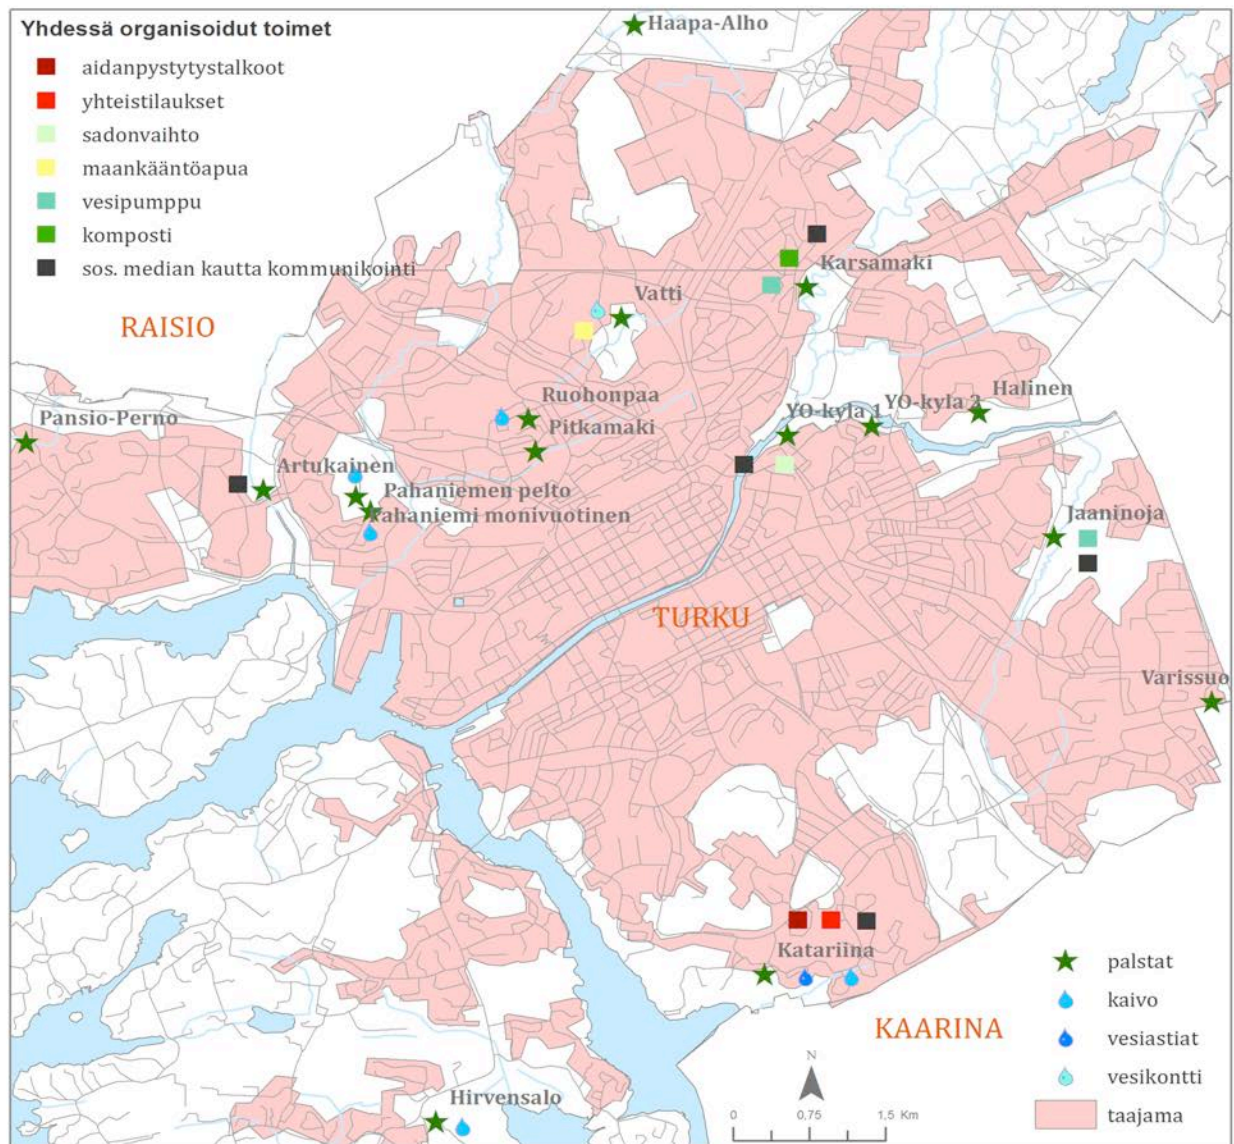 Yhdessä organisoidut toimet
aidanpystytystalkoot
yhteistilaukset
sadonvaihto
maankääntöapua
vesipumppu
komposti
sos. median kautta kommunikointi
Haapa-Alho
Karsamaki
Vatti
RAISIO
Ruohonpaa
Halinen
YO-kyla 2
YO-kyla 1
Pansio-Perno
Pitkamaki
Artukainen
Pahaniemen pelto
Pahaniemi monivuotinen
Jaaninoja
TURKU
Varissuo
Katariina
KAARINA
Hirvensalo
palstat
kaivo
vesiastiat
vesikontti
taajama
N
0 0,75 1,5 Km